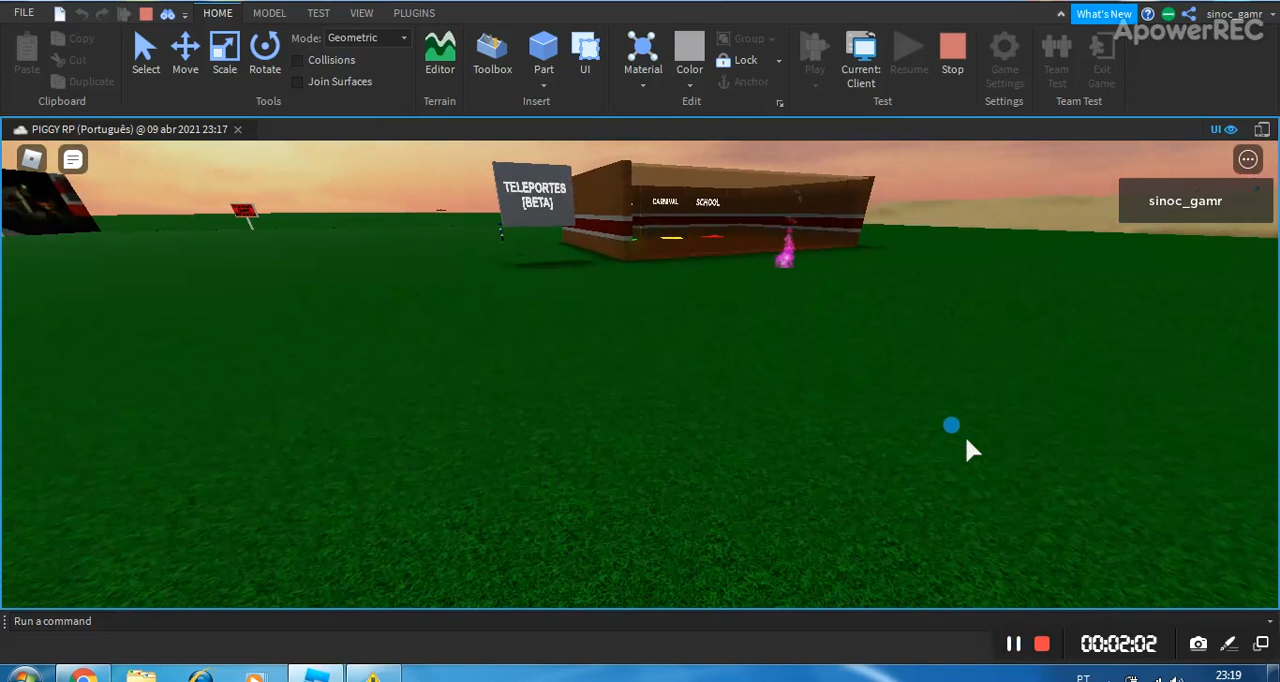 FILE HOME MODEL TEST VIEW PLUGINS What's New sinoc_gamr
ApowerREC
Paste Copy Cut Duplicate
Clipboard
Select Move Scale Rotate
Mode: Geometric
Collisions
Join Surfaces
Tools
Editor
Terrain
Toolbox Part UI
Insert
Material Color Group Lock Anchor
Edit
Play Current: Client Resume Stop
Test
Game Settings
Settings
Team Test Exit Game
Team Test
PIGGY RP (Português) @ 09 abr 2021 23:17
UI
TELEPORTES
[BETA]
CARNIVAL SCHOOL
sinoc_gamr
Run a command
00:02:02
PT 23:19